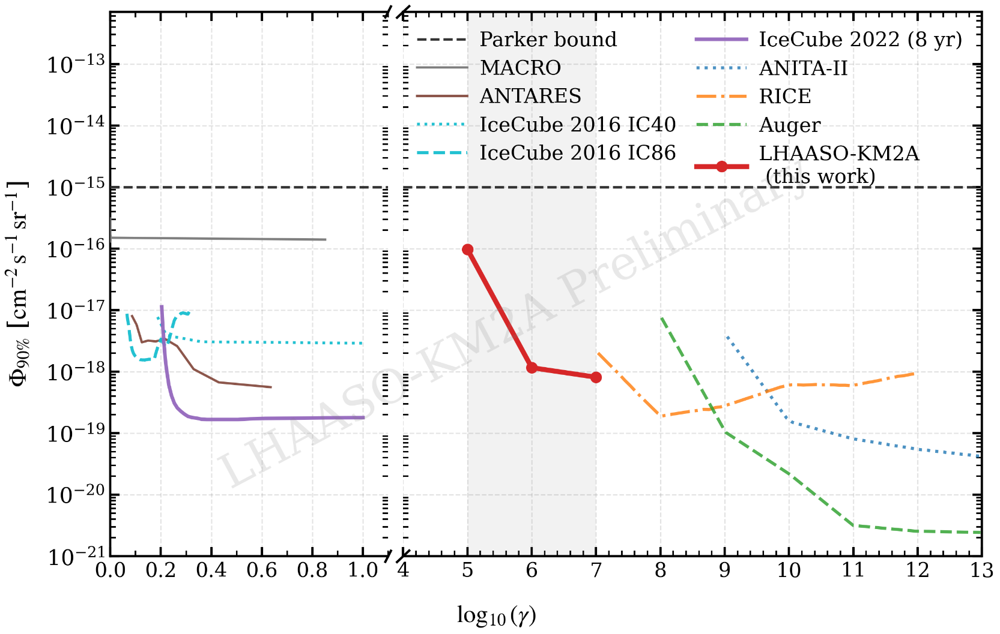 Parker bound
MACRO
ANTARES
IceCube 2016 IC40
IceCube 2016 IC86
IceCube 2022 (8 yr)
ANITA-II
RICE
Auger
LHAASO-KM2A
(this work)
LHAASO-KM2A Preliminary
Φ₉₀% [cm⁻² s⁻¹ sr⁻¹]
10⁻¹³
10⁻¹⁴
10⁻¹⁵
10⁻¹⁶
10⁻¹⁷
10⁻¹⁸
10⁻¹⁹
10⁻²⁰
10⁻²¹
0.0 0.2 0.4 0.6 0.8 1.0 4 5 6 7 8 9 10 11 12 13
log₁₀(γ)